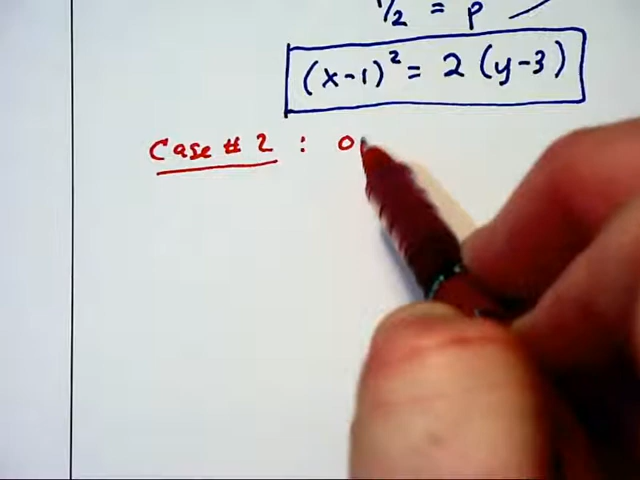 1/2 = p
(x-1)² = 2 (y-3)
Case # 2 : o